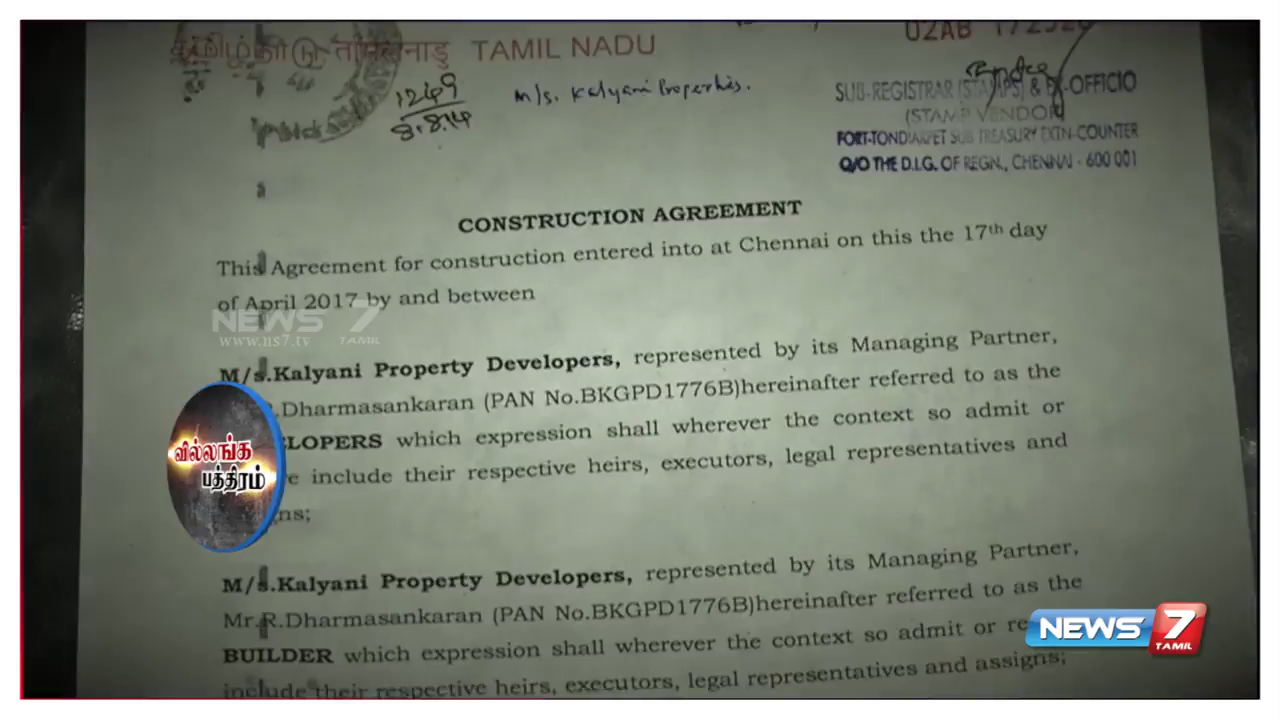 தமிழ்நாடு तमिलनाडु TAMIL NADU
02AB
1249
8.8.14
M/s. Kalyani Properties.
SUB-REGISTRAR (STAMPS) & EX-OFFICIO
(STAMP VENDOR)
FORT-TONDIARPET SUB TREASURY EXTN-COUNTER
O/O THE D.I.G. OF REGN., CHENNAI - 600 001
CONSTRUCTION AGREEMENT
This Agreement for construction entered into at Chennai on this the 17th day
of April 2017 by and between
NEWS 7
www.ns7.tv TAMIL
M/s.Kalyani Property Developers, represented by its Managing Partner,
.Dharmasankaran (PAN No.BKGPD1776B)hereinafter referred to as the
ELOPERS which expression shall wherever the context so admit or
e include their respective heirs, executors, legal representatives and
ns;
வில்லங்க
பத்திரம்
M/s.Kalyani Property Developers, represented by its Managing Partner,
Mr.R.Dharmasankaran (PAN No.BKGPD1776B)hereinafter referred to as the
BUILDER which expression shall wherever the context so admit or re
include their respective heirs, executors, legal representatives and assigns;
NEWS 7
TAMIL